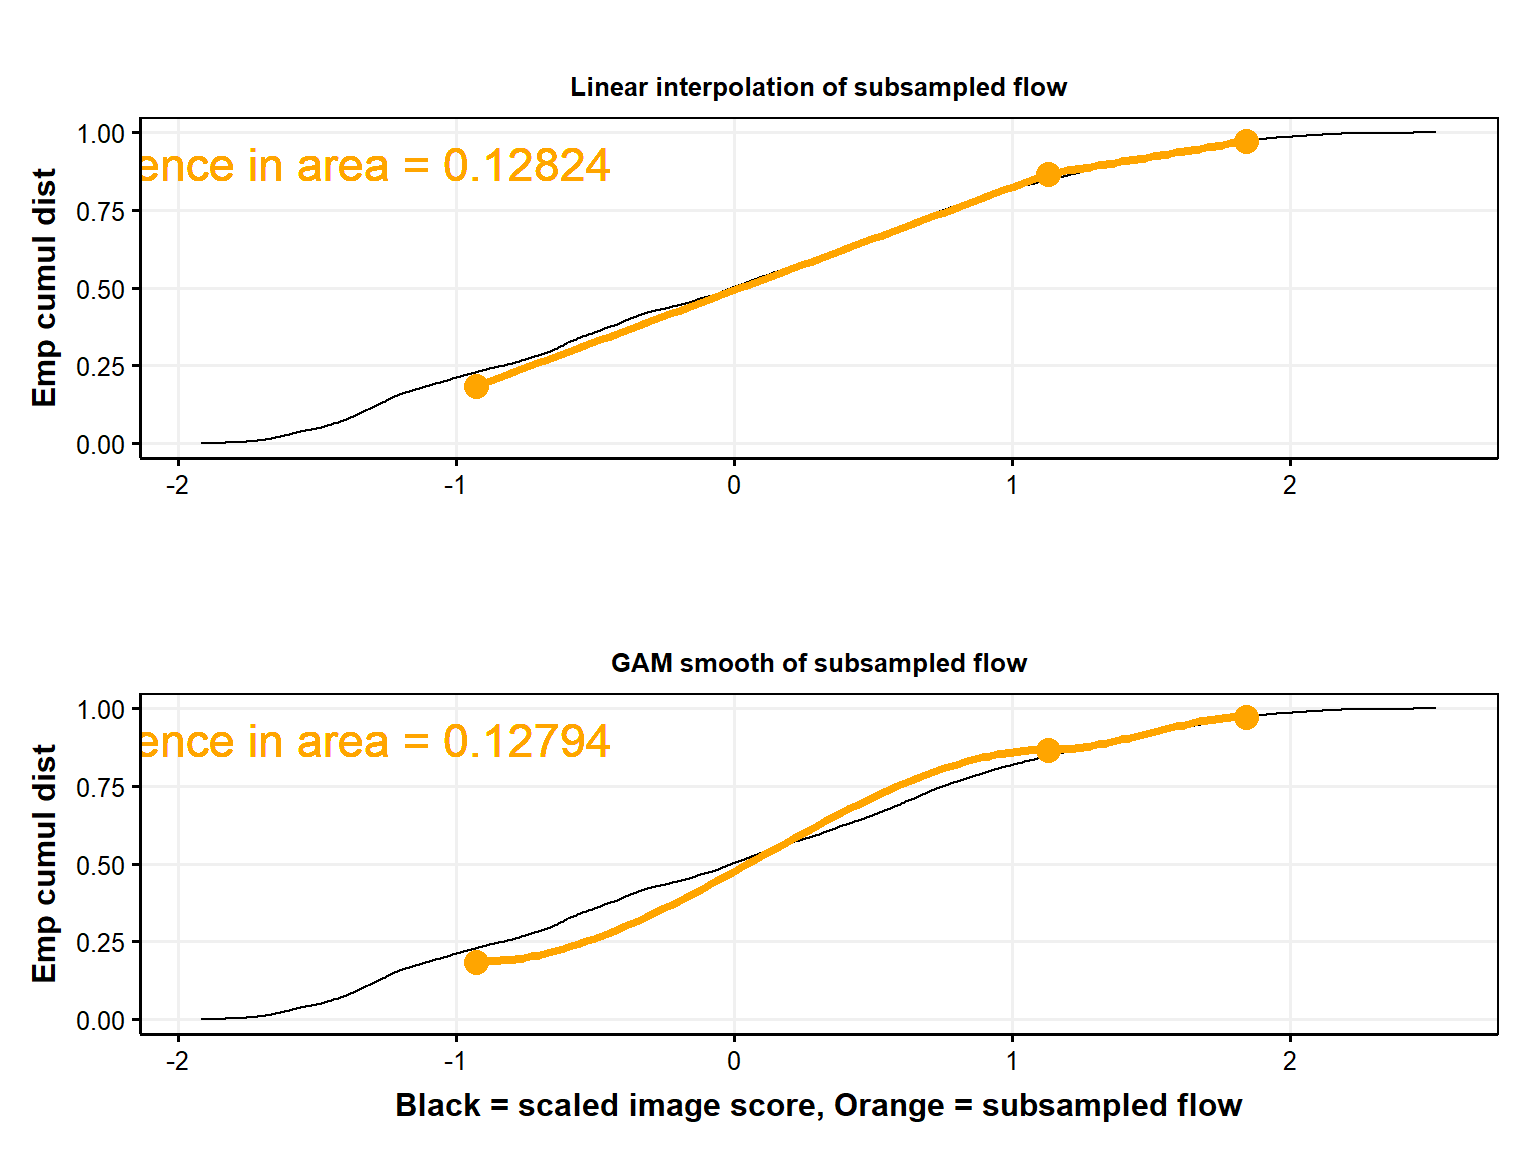 Linear interpolation of subsampled flow
ence in area = 0.12824
Emp cumul dist
1.00
0.75
0.50
0.25
0.00
-2 -1 0 1 2
GAM smooth of subsampled flow
ence in area = 0.12794
Emp cumul dist
1.00
0.75
0.50
0.25
0.00
-2 -1 0 1 2
Black = scaled image score, Orange = subsampled flow